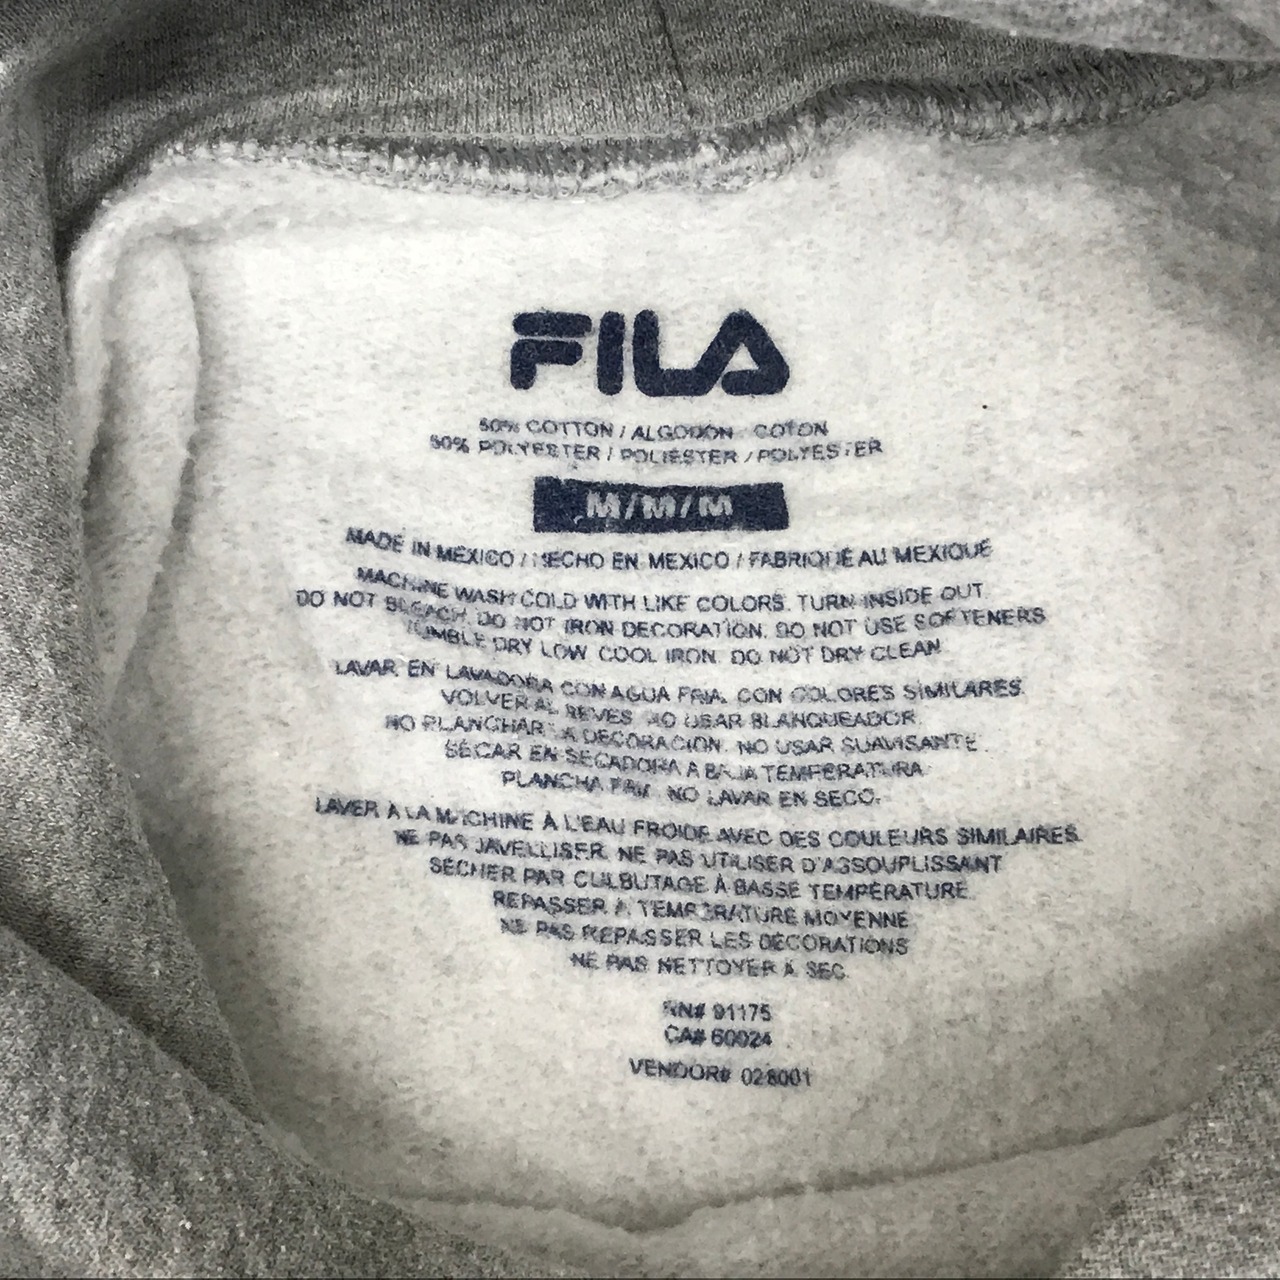 FILA
50% COTTON / ALGODON COTON
50% POLYESTER / POLIESTER / POLYESTER
M/M/M
MADE IN MEXICO / HECHO EN MEXICO / FABRIQUÉ AU MEXIQUE
MACHINE WASH COLD WITH LIKE COLORS. TURN INSIDE OUT.
DO NOT BLEACH. DO NOT IRON DECORATION. DO NOT USE SOFTENERS
TUMBLE DRY LOW. COOL IRON. DO NOT DRY CLEAN
LAVAR EN LAVADORA CON AGUA FRIA. CON COLORES SIMILARES.
VOLVER AL REVES NO USAR BLANQUEADOR.
NO PLANCHAR LA DECORACION. NO USAR SUAVISANTE.
SECAR EN SECADORA A BAJA TEMPERATURA
PLANCHA FRIA. NO LAVAR EN SECO.
LAVER À LA MACHINE À L'EAU FROIDE AVEC DES COULEURS SIMILAIRES.
NE PAS JAVELLISER. NE PAS UTILISER D'ASSOUPLISSANT
SÉCHER PAR CULBUTAGE À BASSE TEMPÉRATURE.
REPASSER À TEMPÉRATURE MOYENNE
NE PAS REPASSER LES DÉCORATIONS
NE PAS NETTOYER À SEC.
RN# 91175
CA# 60024
VENDOR# 028001